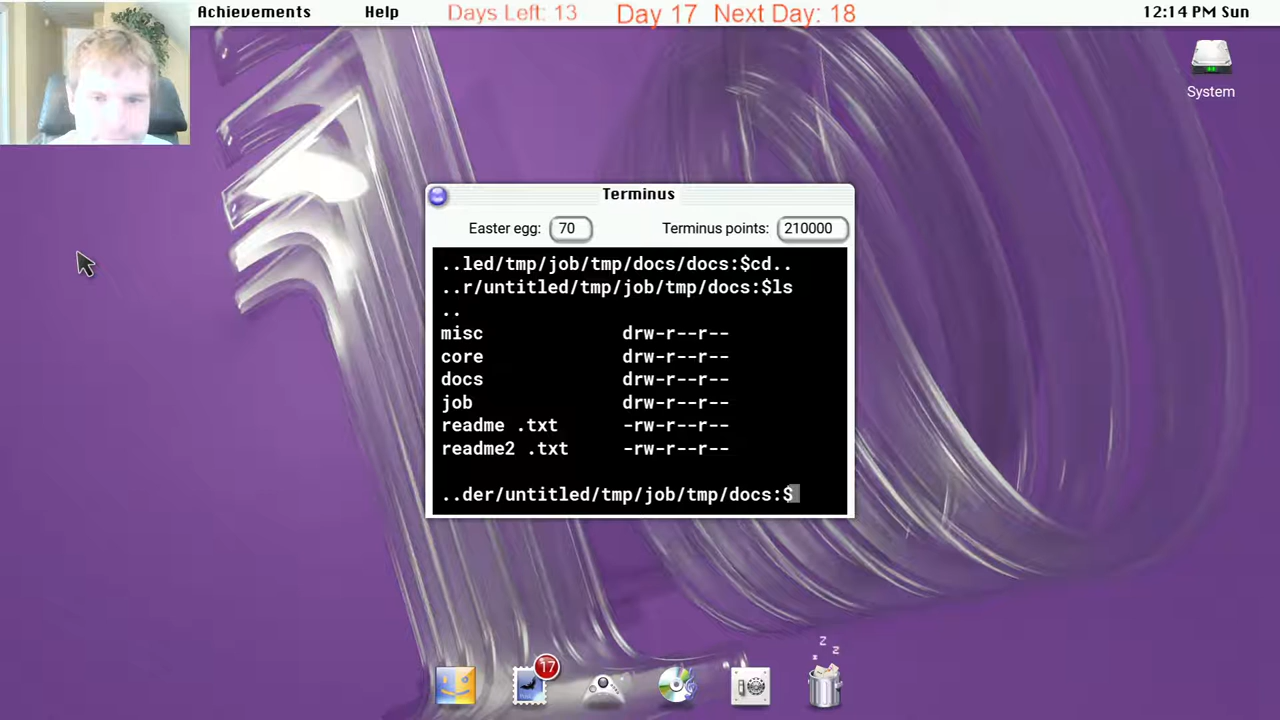 Achievements Help Days Left: 13 Day 17 Next Day: 18 12:14 PM Sun
System
Terminus
Easter egg: 70 Terminus points: 210000
..led/tmp/job/tmp/docs/docs:$cd..
..r/untitled/tmp/job/tmp/docs:$ls
..
misc drw-r--r--
core drw-r--r--
docs drw-r--r--
job drw-r--r--
readme .txt -rw-r--r--
readme2 .txt -rw-r--r--
..der/untitled/tmp/job/tmp/docs:$
17
z
z z